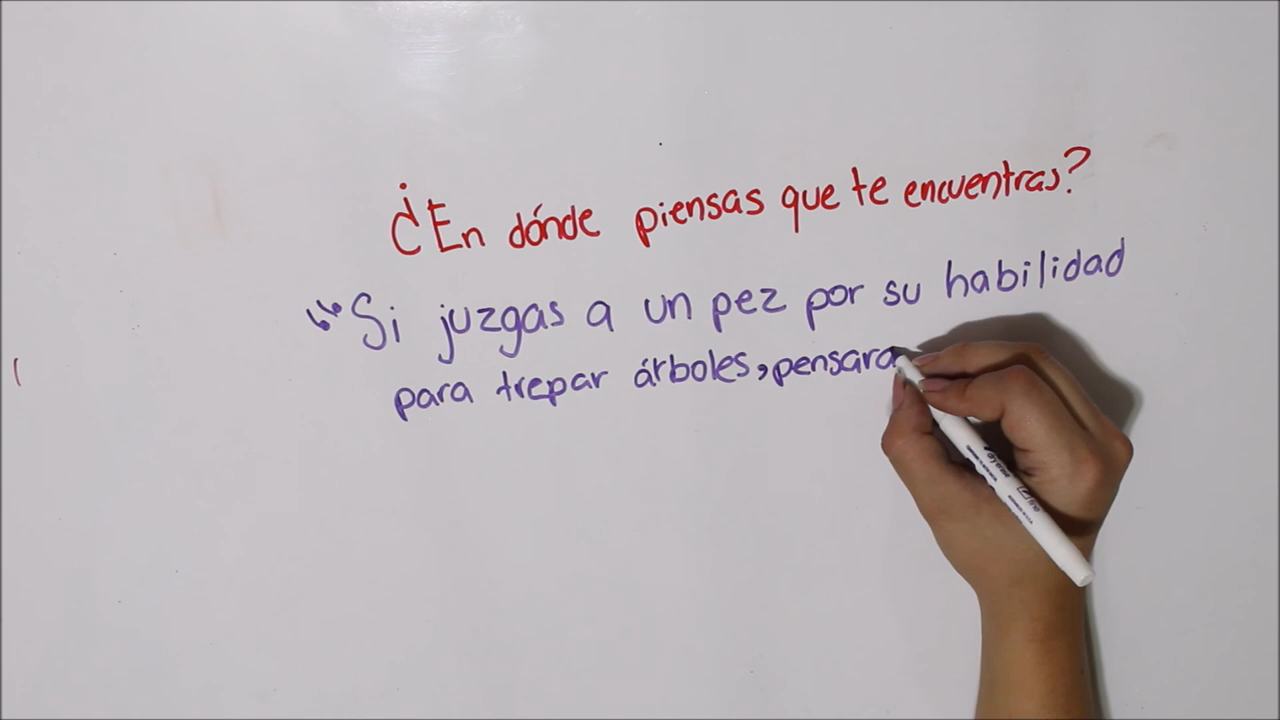 ¿En dónde piensas que te encuentras?
"Si juzgas a un pez por su habilidad
para trepar árboles, pensara